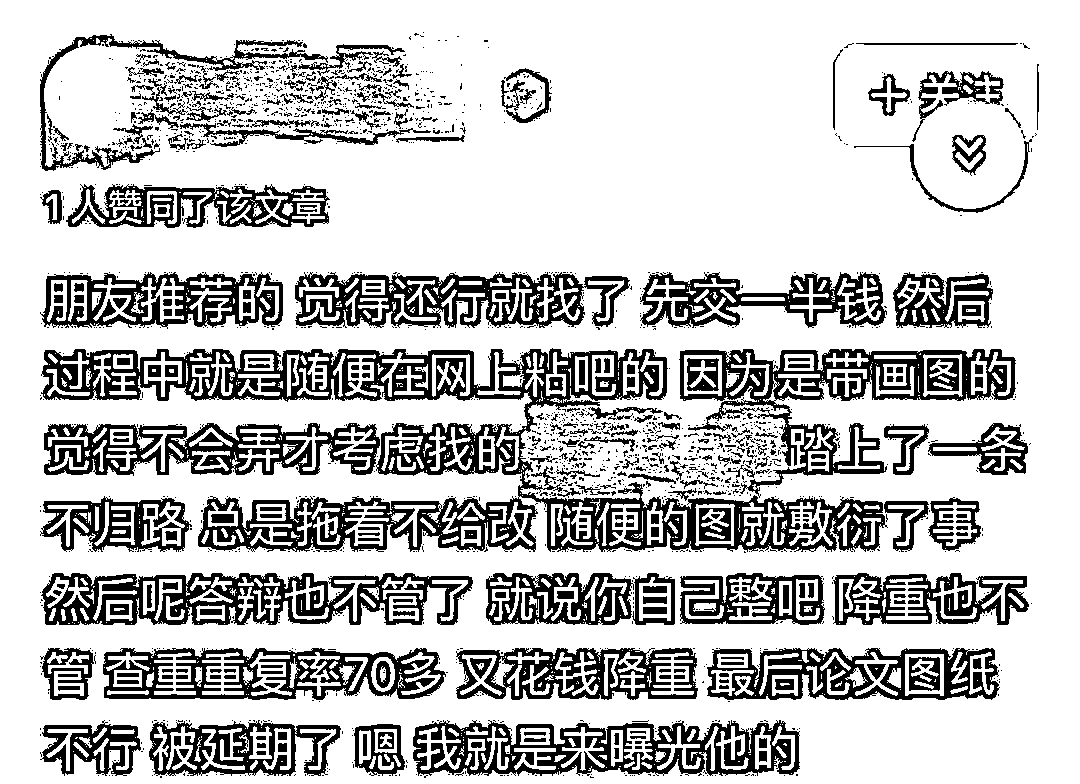 + 关注
1 人赞同了该文章
朋友推荐的 觉得还行就找了 先交一半钱 然后
过程中就是随便在网上粘吧的 因为是带画图的
觉得不会弄才考虑找的 踏上了一条
不归路 总是拖着不给改 随便的图就敷衍了事
然后呢答辩也不管了 就说你自己整吧 降重也不
管 查重重复率70多 又花钱降重 最后论文图纸
不行 被延期了 嗯 我就是来曝光他的